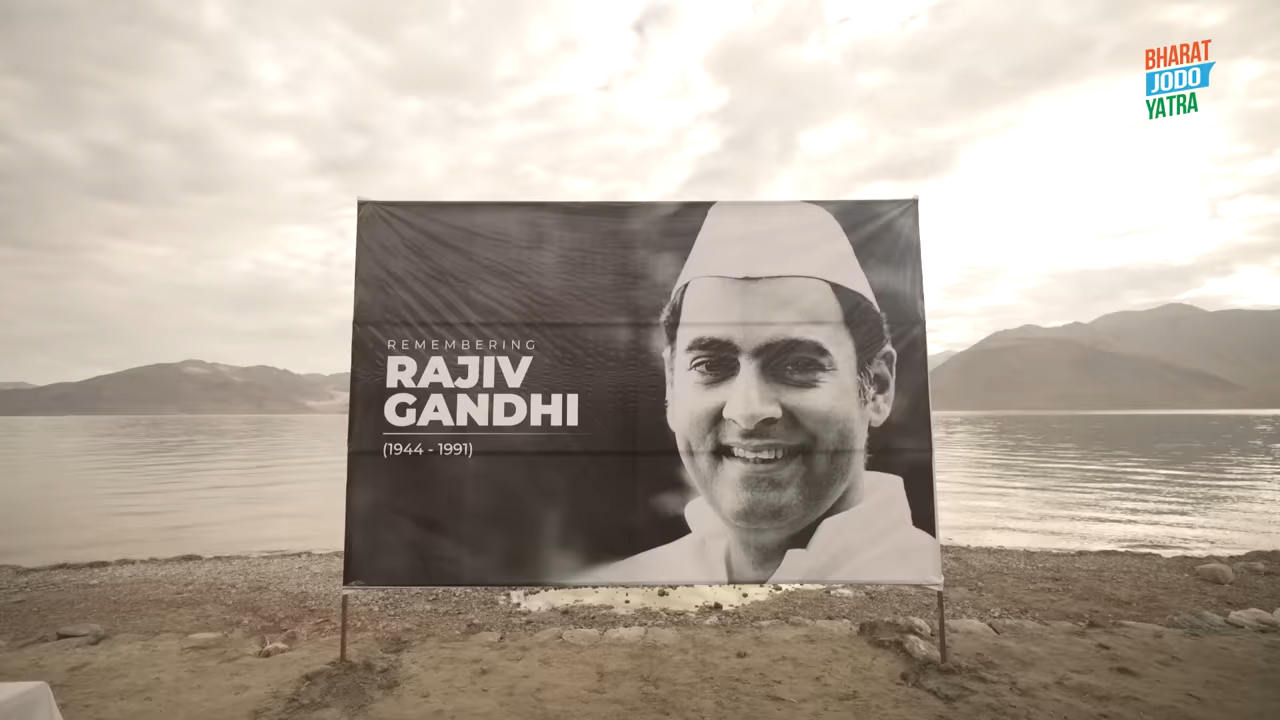 BHARAT
JODO
YATRA
REMEMBERING
RAJIV
GANDHI
(1944 - 1991)